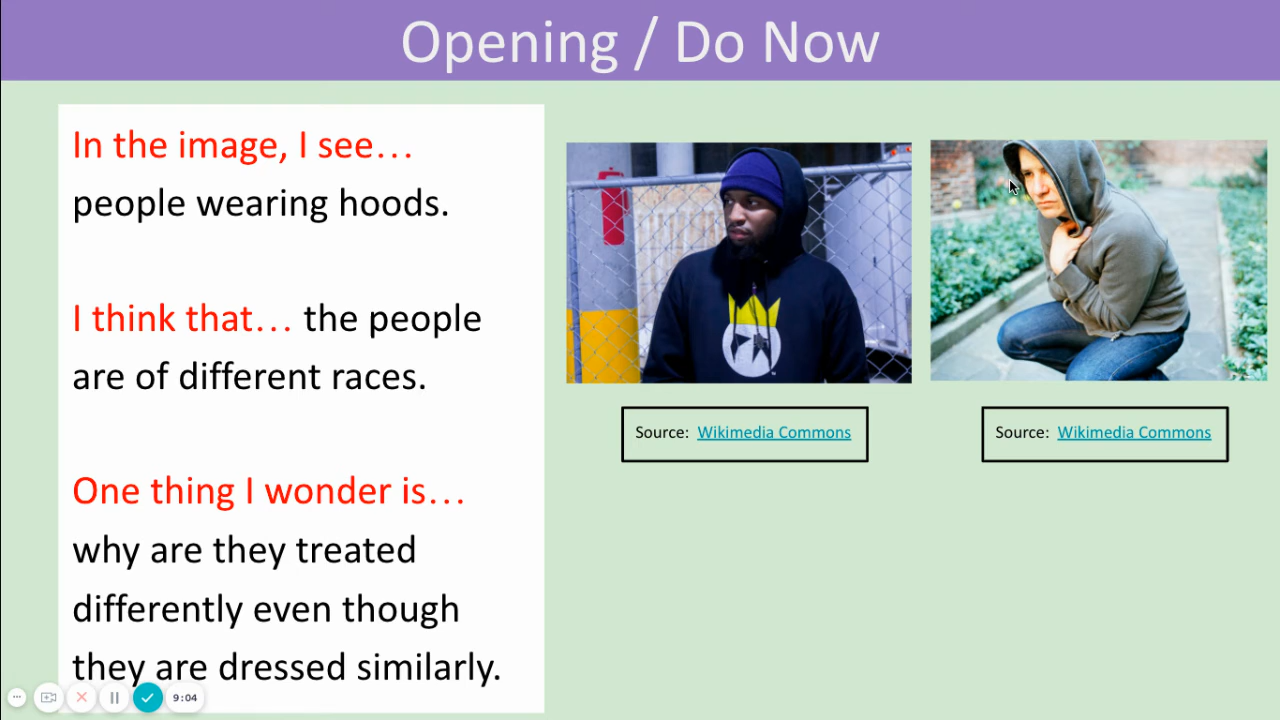 Opening / Do Now
In the image, I see…
people wearing hoods.
I think that… the people
are of different races.
One thing I wonder is…
why are they treated
differently even though
they are dressed similarly.
Source: Wikimedia Commons
Source: Wikimedia Commons
9:04